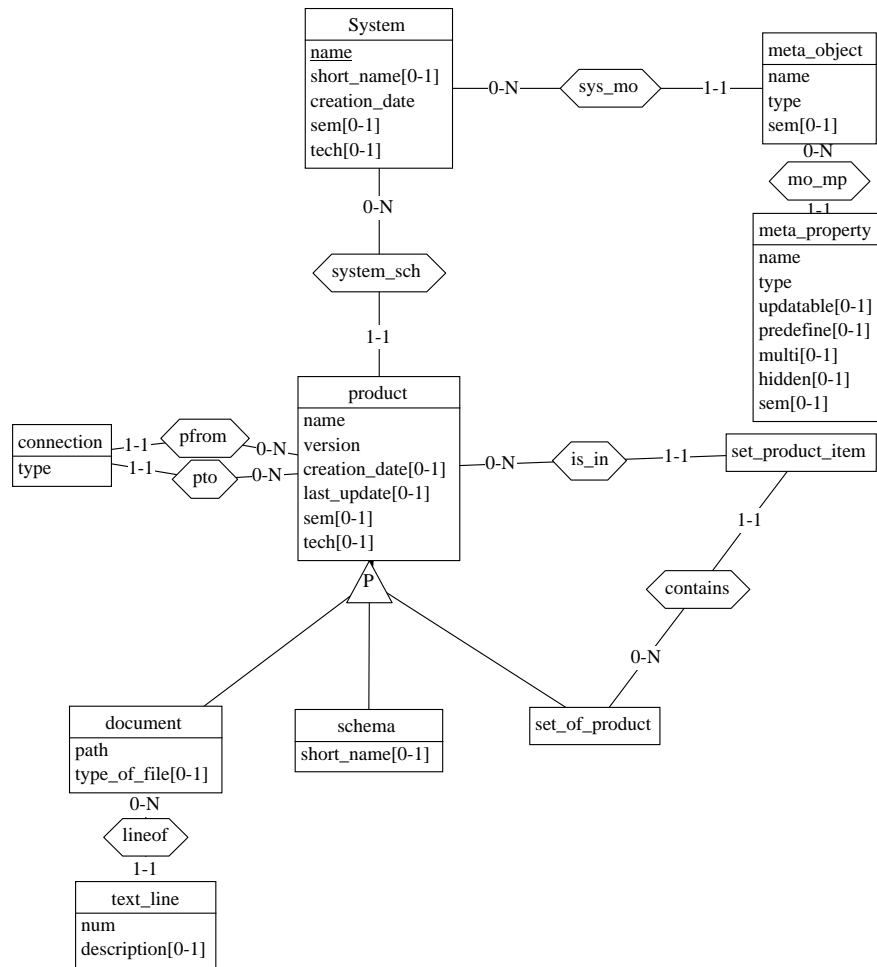 System
name
short_name[0-1]
creation_date
sem[0-1]
tech[0-1]
0-N
sys_mo
1-1
meta_object
name
type
sem[0-1]
0-N
mo_mp
1-1
meta_property
name
type
updatable[0-1]
predefine[0-1]
multi[0-1]
hidden[0-1]
sem[0-1]
0-N
system_sch
1-1
product
name
version
creation_date[0-1]
last_update[0-1]
sem[0-1]
tech[0-1]
connection
type
1-1
pfrom
0-N
1-1
pto
0-N
0-N
is_in
1-1
set_product_item
1-1
contains
0-N
P
document
path
type_of_file[0-1]
schema
short_name[0-1]
set_of_product
0-N
lineof
1-1
text_line
num
description[0-1]